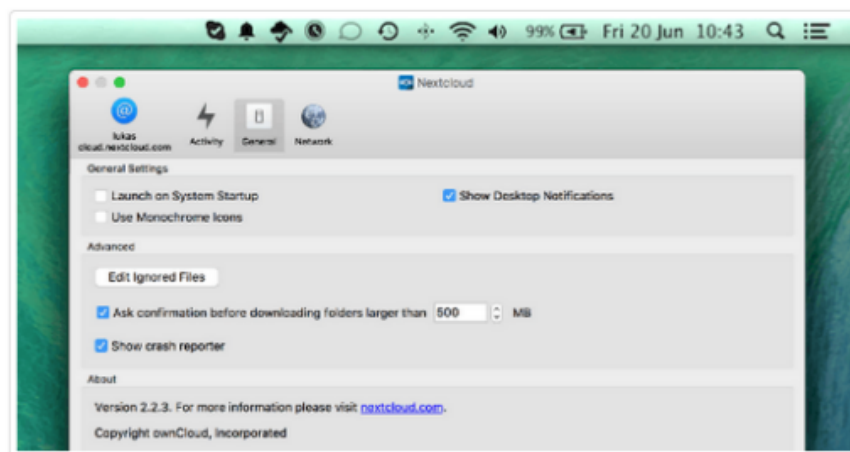 99% Fri 20 Jun 10:43
Nextcloud
lukas
cloud.nextcloud.com Activity General Network
General Settings
Launch on System Startup Show Desktop Notifications
Use Monochrome Icons
Advanced
Edit Ignored Files
Ask confirmation before downloading folders larger than 500 MB
Show crash reporter
About
Version 2.2.3. For more information please visit nextcloud.com.
Copyright ownCloud, Incorporated